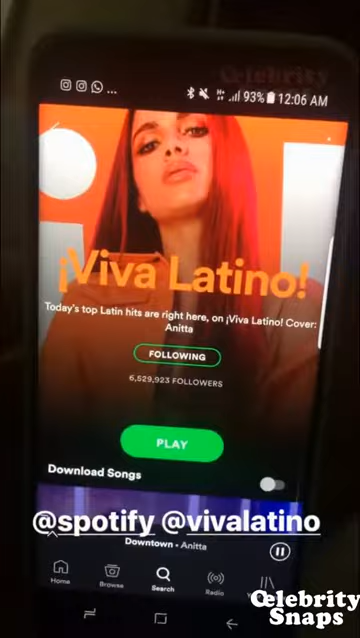 Celebrity
93% 12:06 AM
¡Viva Latino!
Today's top Latin hits are right here, on ¡Viva Latino! Cover:
Anitta
FOLLOWING
6,529,923 FOLLOWERS
PLAY
Download Songs
@spotify @vivalatino
Downtown • Anitta
Home
Browse
Search
Radio
Celebrity
Snaps